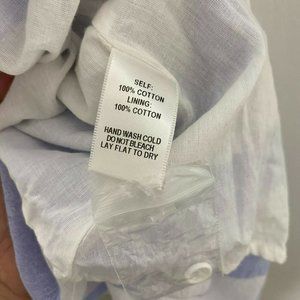 SELF:
100% COTTON
LINING:
100% COTTON
HAND WASH COLD
DO NOT BLEACH
LAY FLAT TO DRY